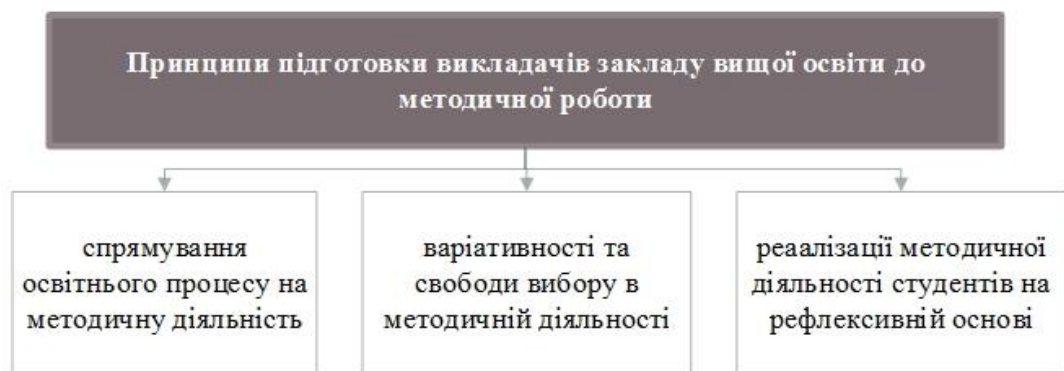 Принципи підготовки викладачів закладу вищої освіти до
методичної роботи
спрямування
освітнього процесу на
методичну діяльність
варіативності та
свободи вибору в
методичній діяльності
реаалізації методичної
діяльності студентів на
рефлексивній основі